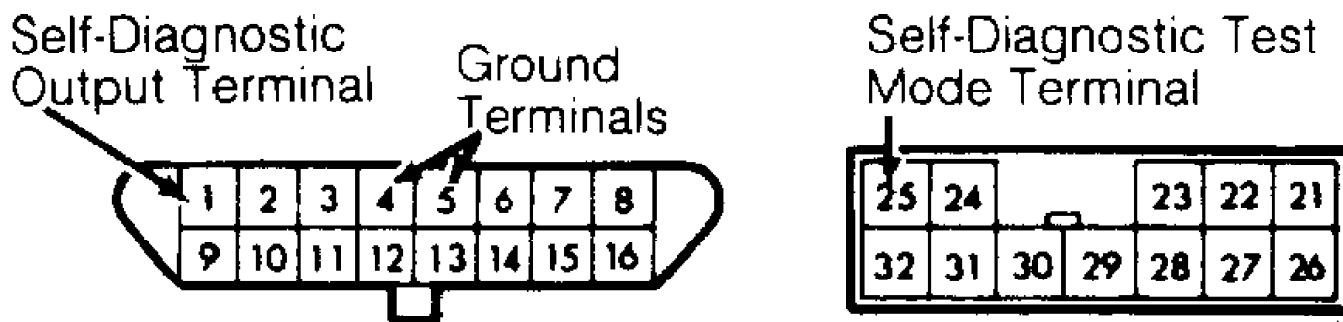 Self-Diagnostic
Output Terminal
Ground
Terminals
1 2 3 4 5 6 7 8
9 10 11 12 13 14 15 16
Self-Diagnostic Test
Mode Terminal
25 24 23 22 21
32 31 30 29 28 27 26